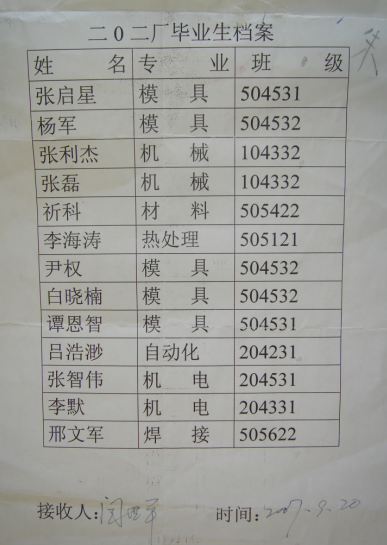 二0二厂毕业生档案
姓 名 专 业 班 级
张启星 模 具 504531
杨军 模 具 504532
张利杰 机 械 104332
张磊 机 械 104332
祈科 材 料 505422
李海涛 热处理 505121
尹权 模 具 504532
白晓楠 模 具 504532
谭恩智 模 具 504531
吕浩渺 自动化 204231
张智伟 机 电 204531
李默 机 电 204331
邢文军 焊 接 505622
接收人: 时间: 2007.9.20